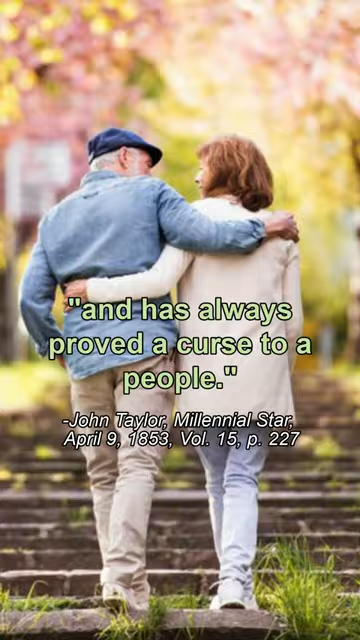 "and has always
proved a curse to a
people."
-John Taylor, Millennial Star,
April 9, 1853, Vol. 15, p. 227